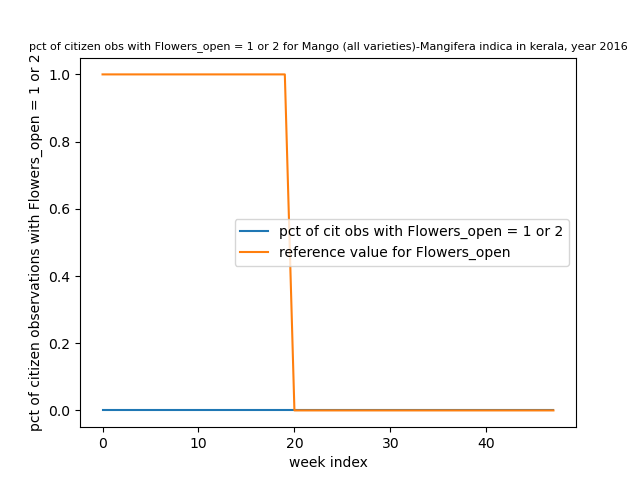 pct of citizen obs with Flowers_open = 1 or 2 for Mango (all varieties)-Mangifera indica in kerala, year 2016
pct of citizen observations with Flowers_open = 1 or 2
1.0
0.8
0.6
0.4
0.2
0.0
pct of cit obs with Flowers_open = 1 or 2
reference value for Flowers_open
0
10
20
30
40
week index